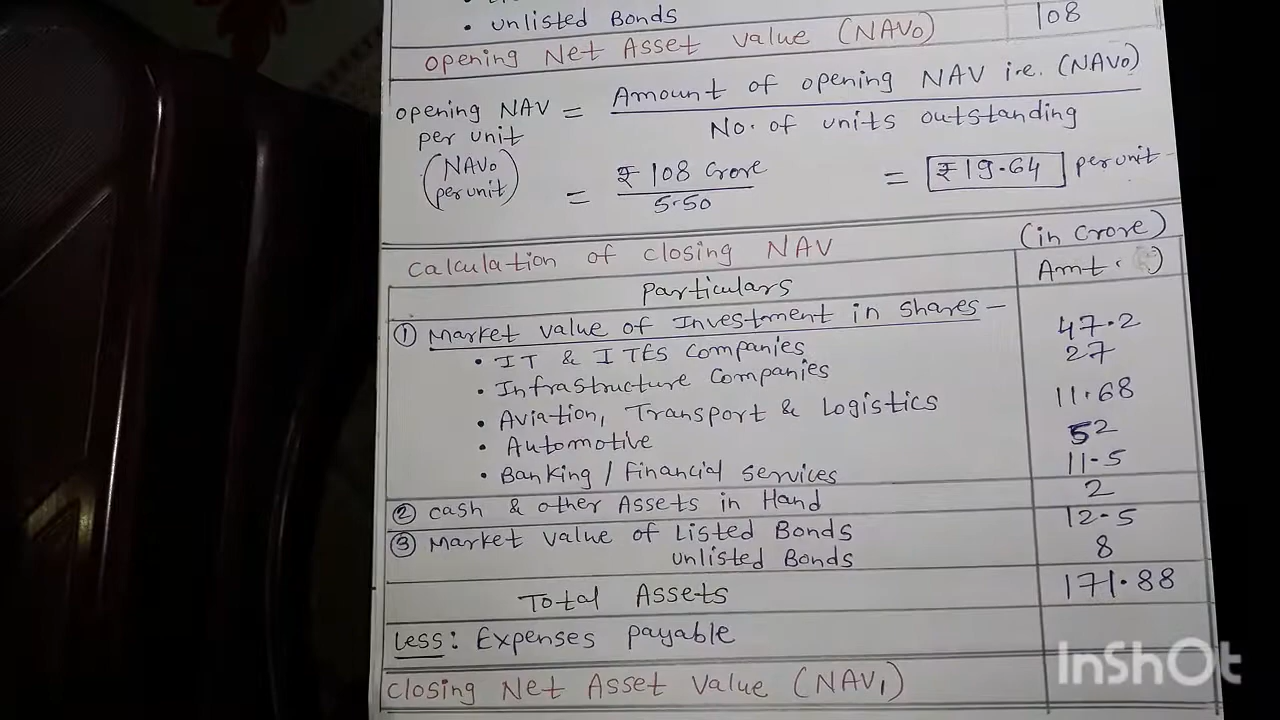 • unlisted Bonds
opening Net Asset value (NAV0) 108
opening NAV per unit (NAV0 per unit) = Amount of opening NAV i.e. (NAV0) / No. of units outstanding
= ₹ 108 Crore / 5.50 = ₹19.64 per unit
Calculation of closing NAV (in crore)
Particulars Amt.
① Market value of Investment in shares –
• IT & ITES Companies 47.2
• Infrastructure Companies 27
• Aviation, Transport & Logistics 11.68
• Automotive 52
• Banking / Financial services 11.5
② cash & other Assets in Hand 2
③ Market value of Listed Bonds 12.5
unlisted Bonds 8
Total Assets 171.88
Less: Expenses payable
closing Net Asset Value (NAV1)
InShOt